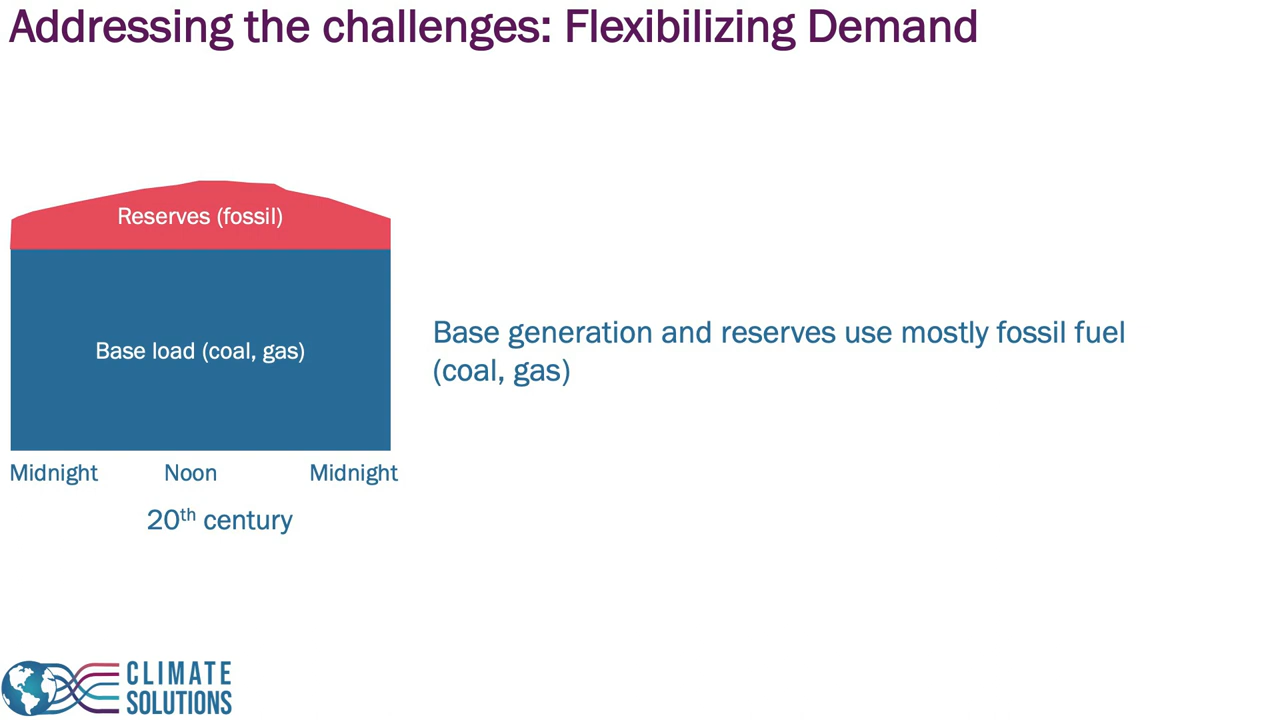 Addressing the challenges: Flexibilizing Demand
Reserves (fossil)
Base load (coal, gas)
Base generation and reserves use mostly fossil fuel
(coal, gas)
Midnight Noon Midnight
20th century
CLIMATE
SOLUTIONS